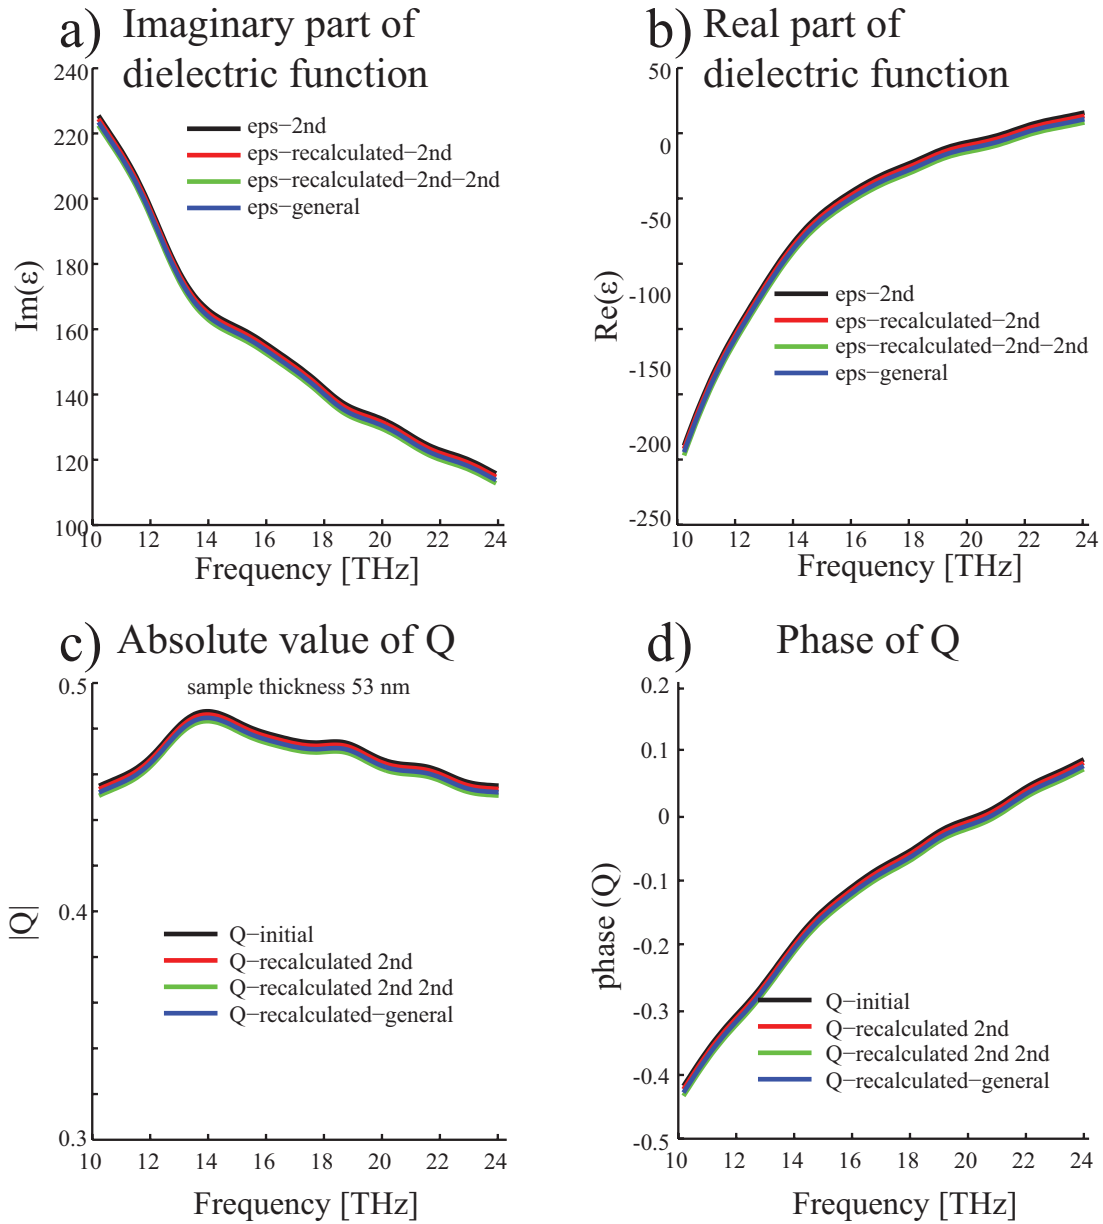 a) Imaginary part of
dielectric function
240
220
200
180
160
140
120
100
Im(ε)
eps−2nd
eps−recalculated−2nd
eps−recalculated−2nd−2nd
eps−general
10 12 14 16 18 20 22 24
Frequency [THz]
b) Real part of
dielectric function
50
0
-50
-100
-150
-200
-250
Re(ε)
eps−2nd
eps−recalculated−2nd
eps−recalculated−2nd−2nd
eps−general
10 12 14 16 18 20 22 24
Frequency [THz]
c) Absolute value of Q
sample thickness 53 nm
0.5
0.4
0.3
|Q|
Q−initial
Q−recalculated 2nd
Q−recalculated 2nd 2nd
Q−recalculated−general
10 12 14 16 18 20 22 24
Frequency [THz]
d) Phase of Q
0.2
0.1
0
-0.1
-0.2
-0.3
-0.4
-0.5
phase (Q)
Q−initial
Q−recalculated 2nd
Q−recalculated 2nd 2nd
Q−recalculated−general
10 12 14 16 18 20 22 24
Frequency [THz]